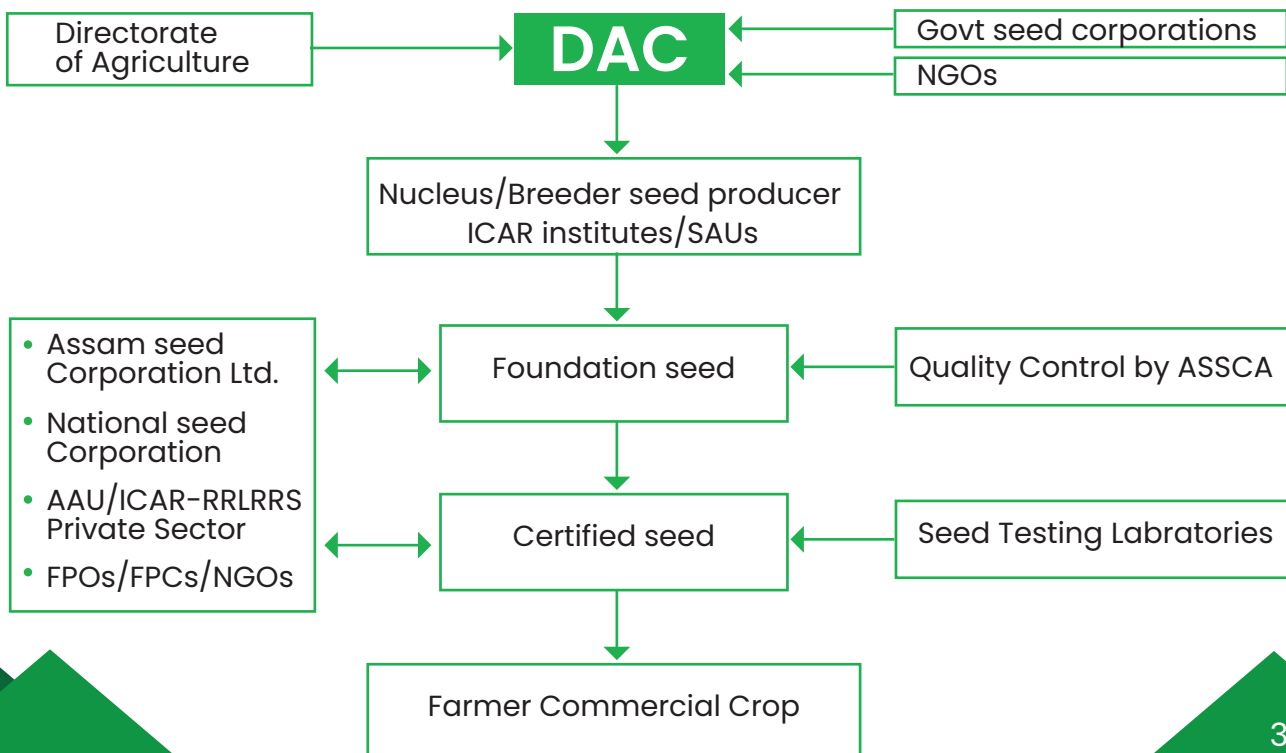 Directorate
of Agriculture
DAC
Govt seed corporations
NGOs
Nucleus/Breeder seed producer
ICAR institutes/SAUs
• Assam seed
Corporation Ltd.
• National seed
Corporation
• AAU/ICAR-RRLRRS
Private Sector
• FPOs/FPCs/NGOs
Foundation seed
Quality Control by ASSCA
Certified seed
Seed Testing Labratories
Farmer Commercial Crop
3